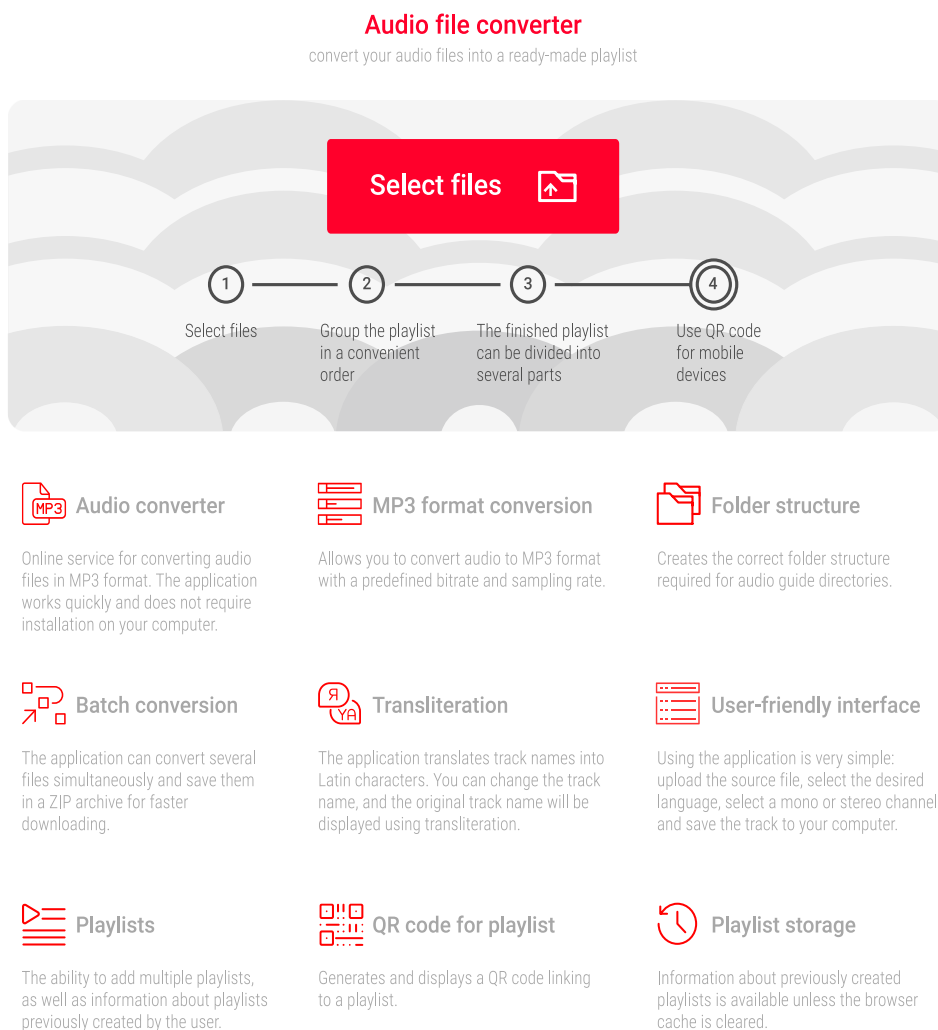 Audio file converter
convert your audio files into a ready-made playlist
Select files
1
2
3
4
Select files
Group the playlist
in a convenient
order
The finished playlist
can be divided into
several parts
Use QR code
for mobile
devices
MP3
Audio converter
Online service for converting audio
files in MP3 format. The application
works quickly and does not require
installation on your computer.
MP3 format conversion
Allows you to convert audio to MP3 format
with a predefined bitrate and sampling rate.
Folder structure
Creates the correct folder structure
required for audio guide directories.
Batch conversion
The application can convert several
files simultaneously and save them
in a ZIP archive for faster
downloading.
Я
YA
Transliteration
The application translates track names into
Latin characters. You can change the track
name, and the original track name will be
displayed using transliteration.
User-friendly interface
Using the application is very simple:
upload the source file, select the desired
language, select a mono or stereo channel
and save the track to your computer.
Playlists
The ability to add multiple playlists,
as well as information about playlists
previously created by the user.
QR code for playlist
Generates and displays a QR code linking
to a playlist.
Playlist storage
Information about previously created
playlists is available unless the browser
cache is cleared.